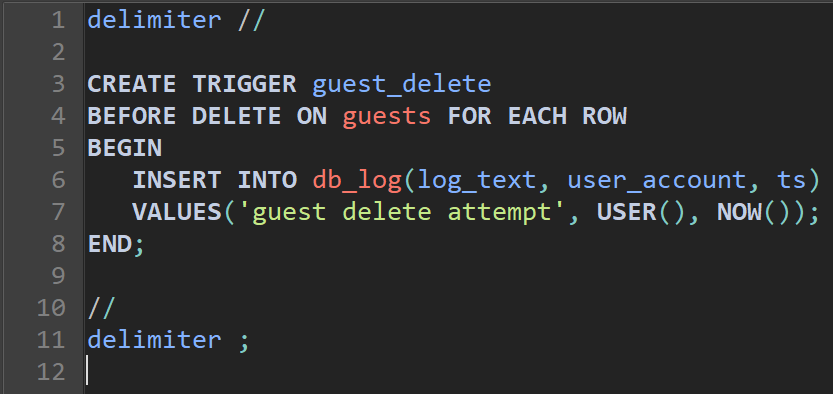 1 delimiter //
2
3 CREATE TRIGGER guest_delete
4 BEFORE DELETE ON guests FOR EACH ROW
5 BEGIN
6    INSERT INTO db_log(log_text, user_account, ts)
7    VALUES('guest delete attempt', USER(), NOW());
8 END;
9
10 //
11 delimiter ;
12